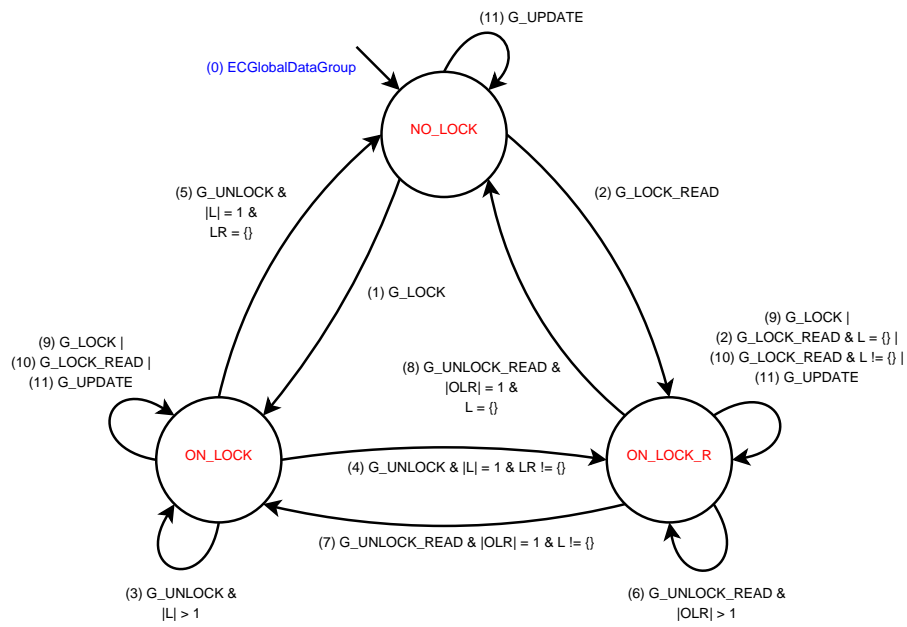 (11) G_UPDATE
(0) ECGlobalDataGroup
NO_LOCK
(5) G_UNLOCK &
|L| = 1 &
LR = {}
(2) G_LOCK_READ
(1) G_LOCK
(9) G_LOCK |
(10) G_LOCK_READ |
(11) G_UPDATE
(8) G_UNLOCK_READ &
|OLR| = 1 &
L = {}
(9) G_LOCK |
(2) G_LOCK_READ & L = {} |
(10) G_LOCK_READ & L != {} |
(11) G_UPDATE
ON_LOCK
(4) G_UNLOCK & |L| = 1 & LR != {}
ON_LOCK_R
(7) G_UNLOCK_READ & |OLR| = 1 & L != {}
(3) G_UNLOCK &
|L| > 1
(6) G_UNLOCK_READ &
|OLR| > 1